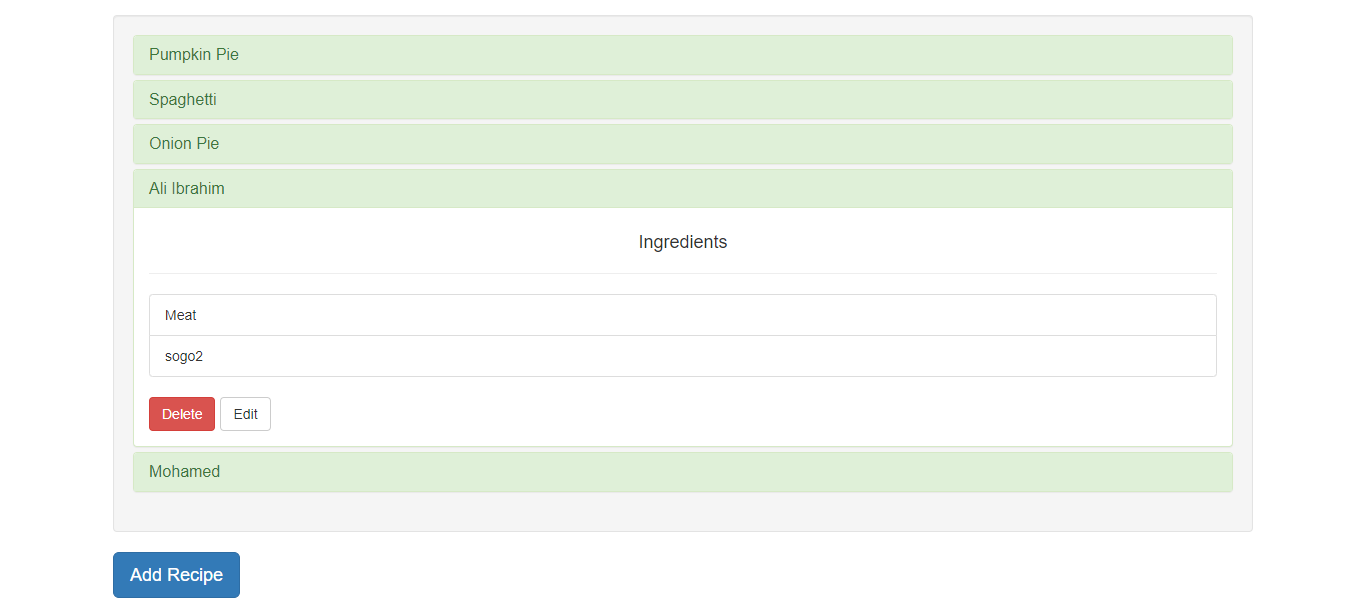 Pumpkin Pie
Spaghetti
Onion Pie
Ali Ibrahim
Ingredients
Meat
sogo2
Delete Edit
Mohamed
Add Recipe